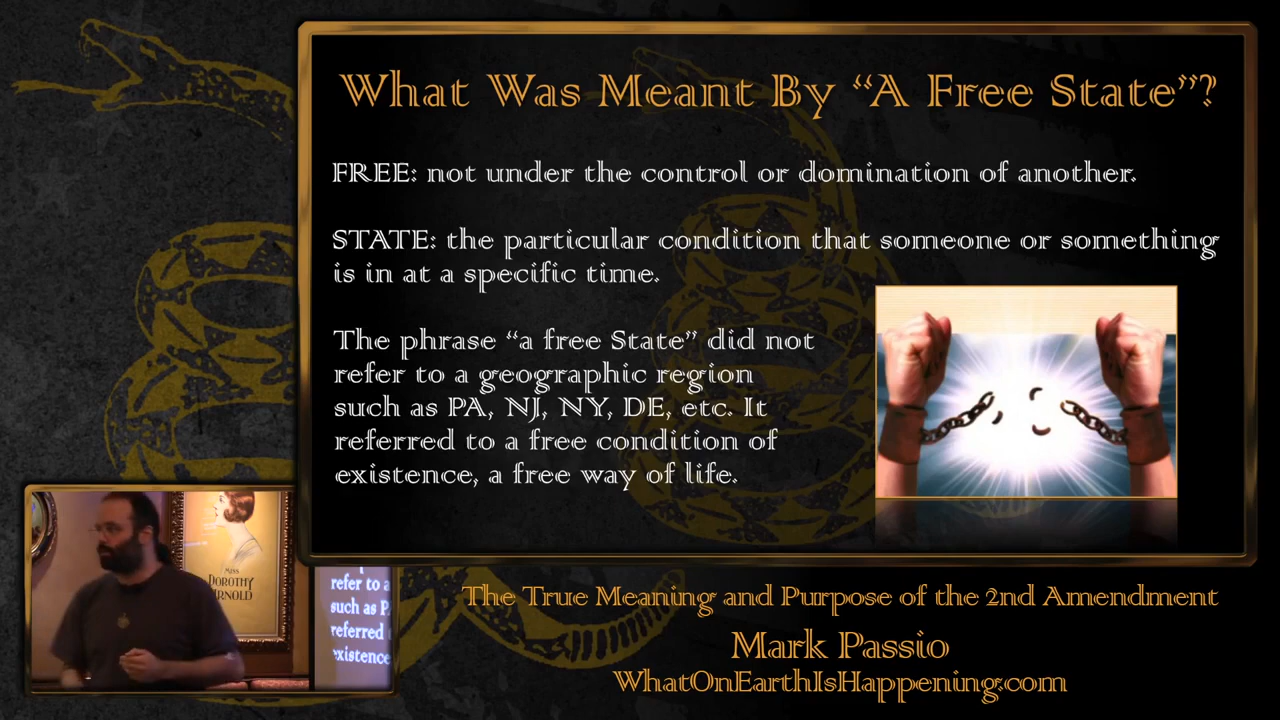 What Was Meant By “A Free State”?
FREE: not under the control or domination of another.
STATE: the particular condition that someone or something
is in at a specific time.
The phrase “a free State” did not
refer to a geographic region
such as PA, NJ, NY, DE, etc. It
referred to a free condition of
existence, a free way of life.
MISS
DOROTHY
ARNOLD
refer to a
such as P
referred
existence
The True Meaning and Purpose of the 2nd Amendment
Mark Passio
WhatOnEarthIsHappening.com